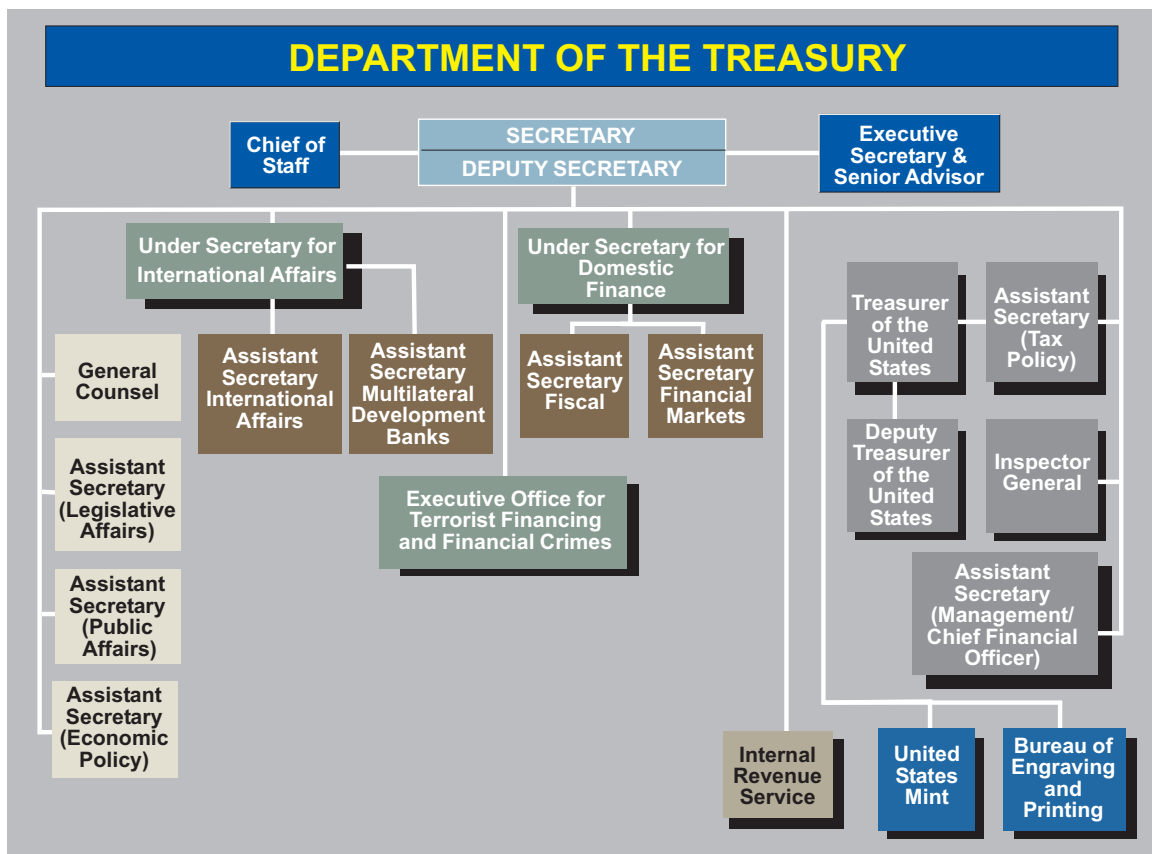 DEPARTMENT OF THE TREASURY
Chief of
Staff
SECRETARY
DEPUTY SECRETARY
Executive
Secretary &
Senior Advisor
Under Secretary for
International Affairs
Under Secretary for
Domestic
Finance
Treasurer
of the
United
States
Assistant
Secretary
(Tax
Policy)
General
Counsel
Assistant
Secretary
International
Affairs
Assistant
Secretary
Multilateral
Development
Banks
Assistant
Secretary
Fiscal
Assistant
Secretary
Financial
Markets
Deputy
Treasurer
of the
United
States
Inspector
General
Assistant
Secretary
(Legislative
Affairs)
Executive Office for
Terrorist Financing
and Financial Crimes
Assistant
Secretary
(Management/
Chief Financial
Officer)
Assistant
Secretary
(Public
Affairs)
Assistant
Secretary
(Economic
Policy)
Internal
Revenue
Service
United
States
Mint
Bureau of
Engraving
and
Printing